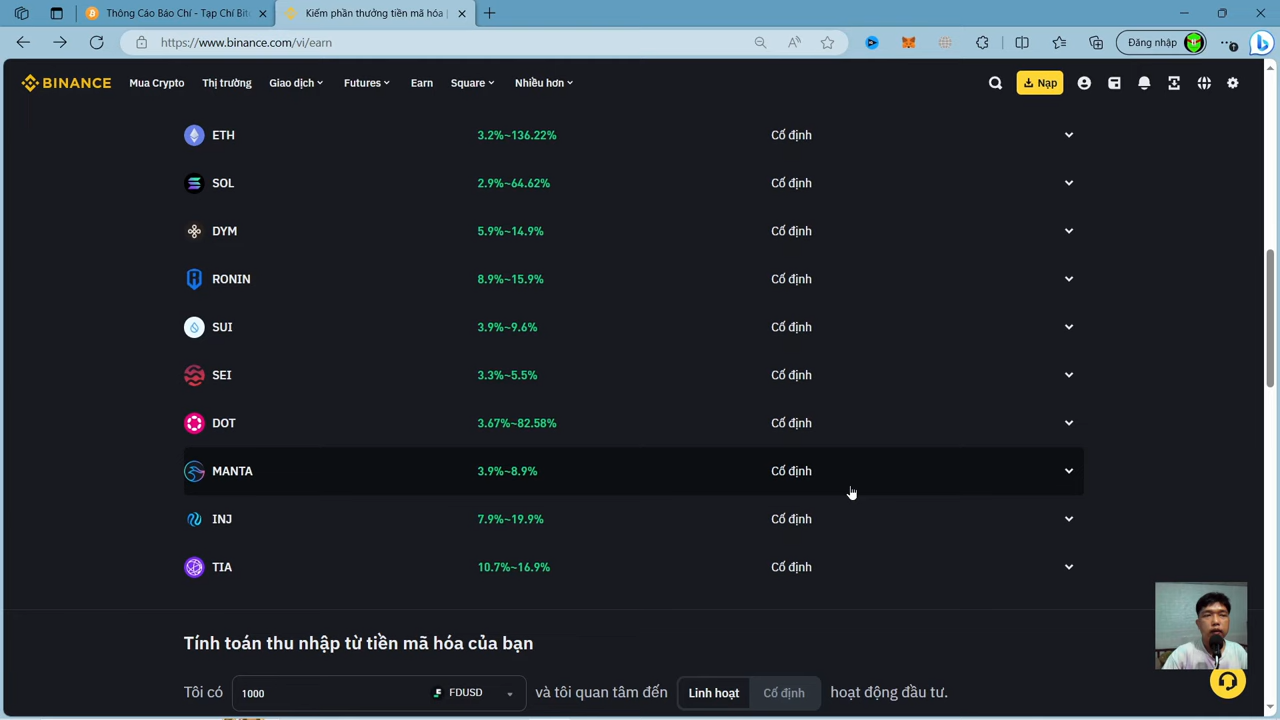 Thông Cáo Báo Chí - Tạp Chí Bit
Kiếm phần thưởng tiền mã hóa |
https://www.binance.com/vi/earn
Đăng nhập
BINANCE Mua Crypto Thị trường Giao dịch Futures Earn Square Nhiều hơn Nạp
ETH 3.2%~136.22% Cố định
SOL 2.9%~64.62% Cố định
DYM 5.9%~14.9% Cố định
RONIN 8.9%~15.9% Cố định
SUI 3.9%~9.6% Cố định
SEI 3.3%~5.5% Cố định
DOT 3.67%~82.58% Cố định
MANTA 3.9%~8.9% Cố định
INJ 7.9%~19.9% Cố định
TIA 10.7%~16.9% Cố định
Tính toán thu nhập từ tiền mã hóa của bạn
Tôi có 1000 FDUSD và tôi quan tâm đến Linh hoạt Cố định hoạt động đầu tư.